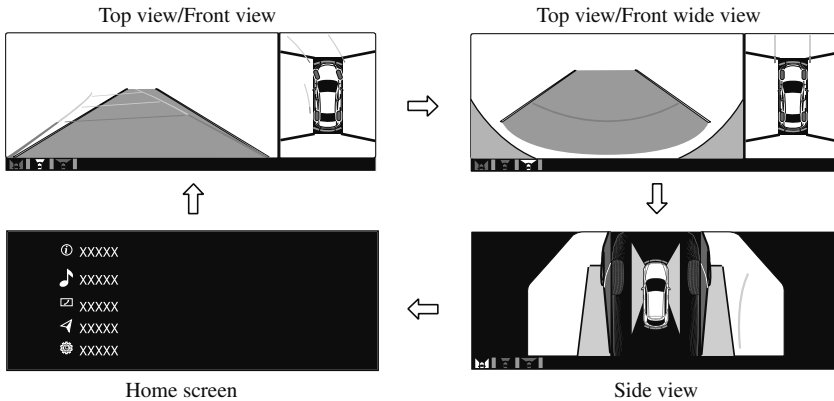 Top view/Front view
Top view/Front wide view
XXXXX
XXXXX
XXXXX
XXXXX
XXXXX
Home screen
Side view